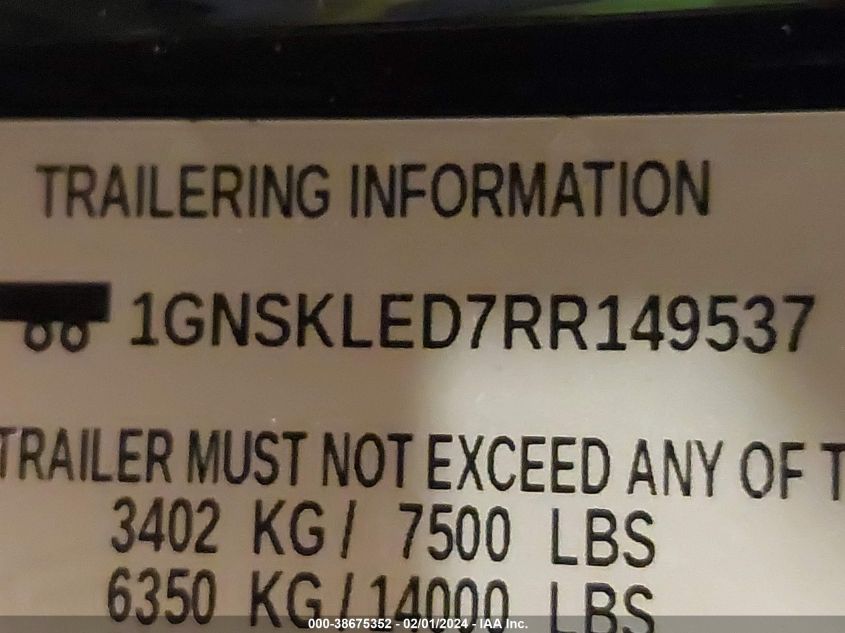 TRAILERING INFORMATION
1GNSKLED7RR149537
TRAILER MUST NOT EXCEED ANY OF T
3402 KG / 7500 LBS
6350 KG / 14000 LBS
000-38675352 - 02/01/2024 - IAA Inc.